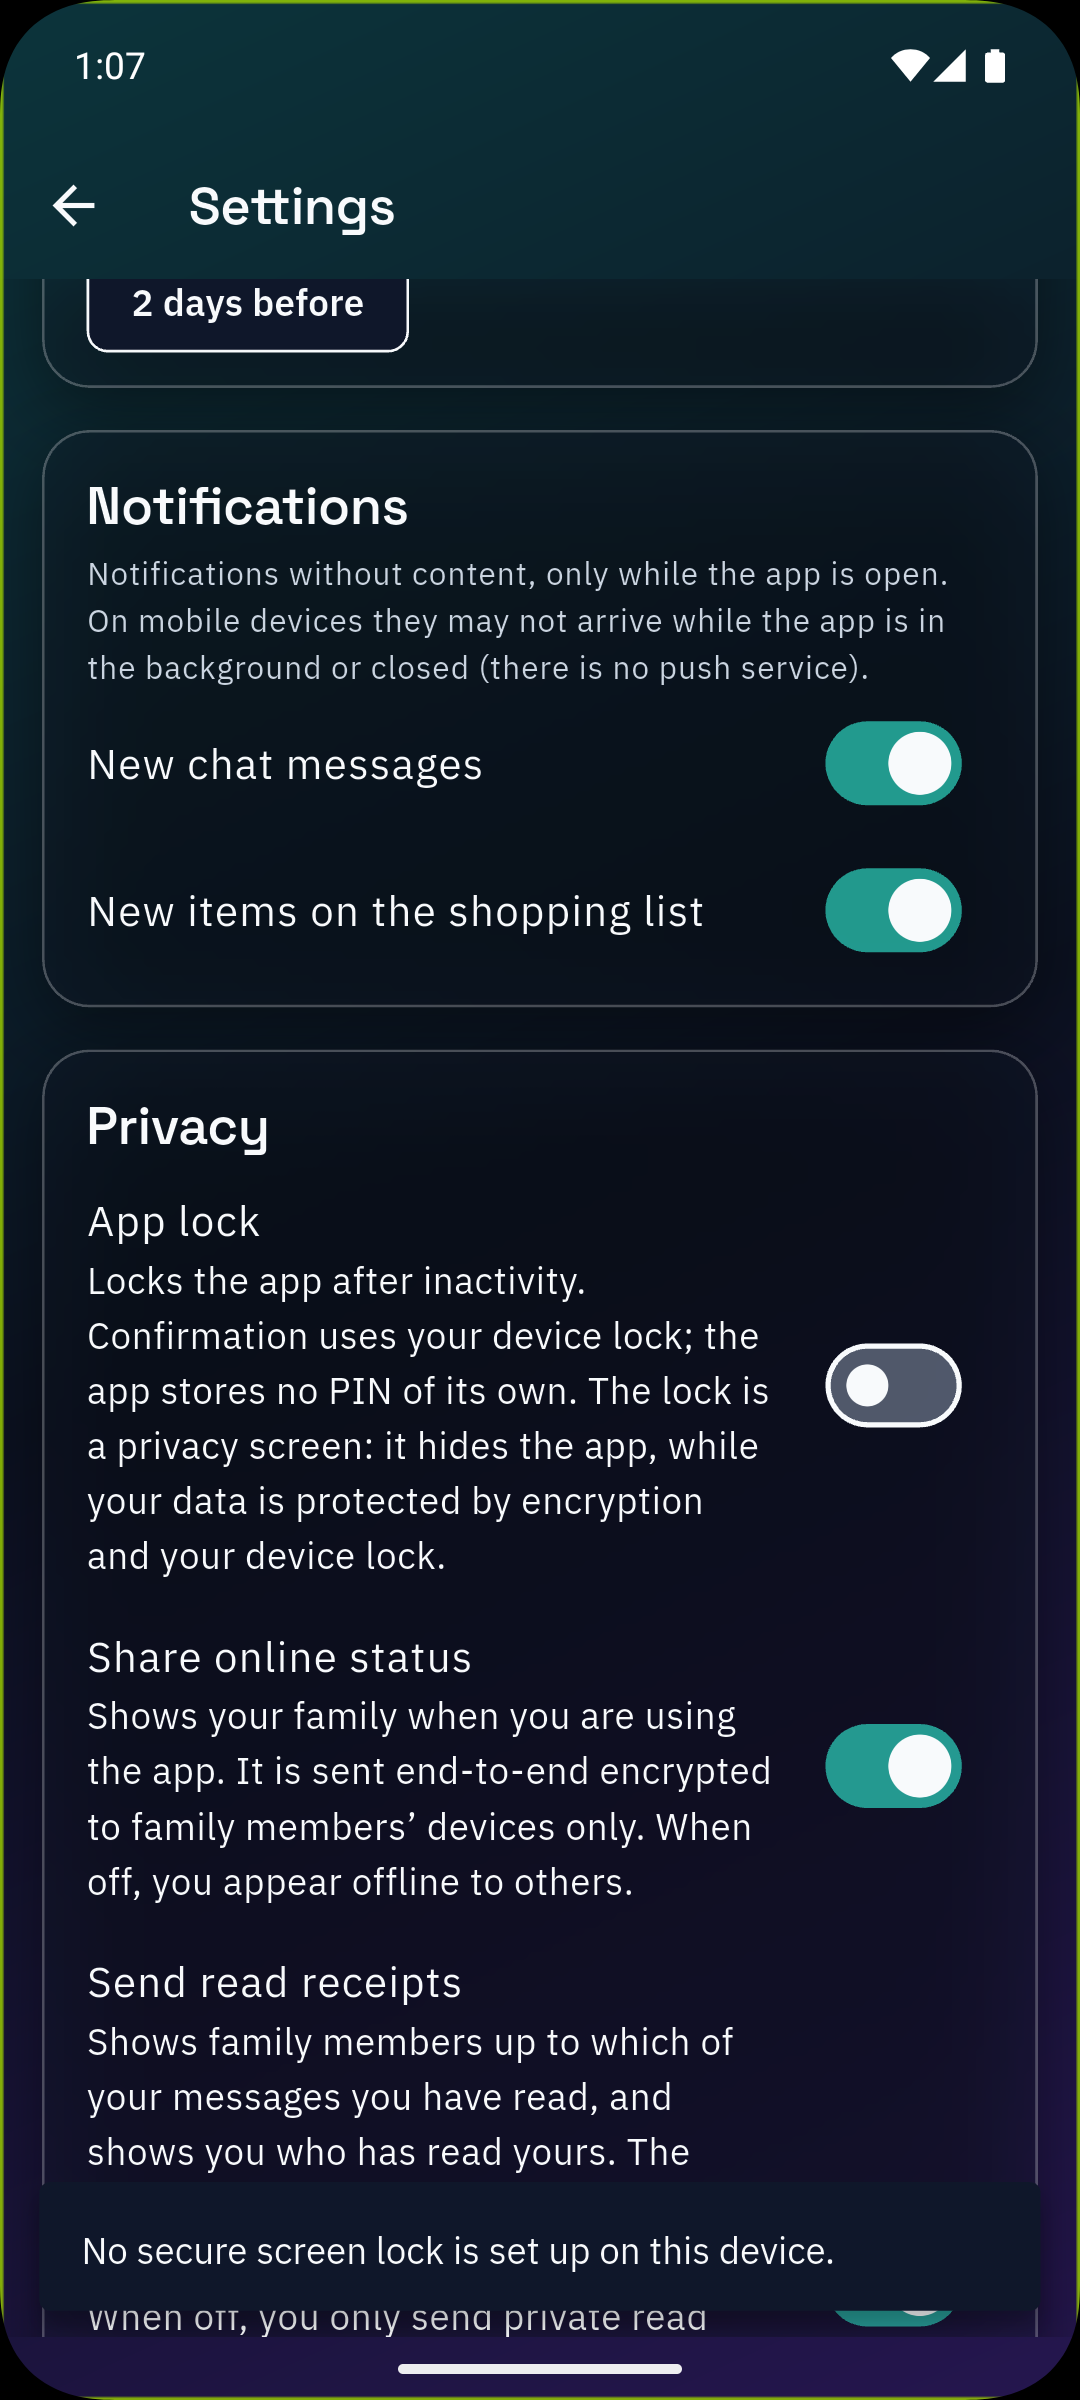 1:07
Settings
2 days before
Notifications
Notifications without content, only while the app is open.
On mobile devices they may not arrive while the app is in
the background or closed (there is no push service).
New chat messages
New items on the shopping list
Privacy
App lock
Locks the app after inactivity.
Confirmation uses your device lock; the
app stores no PIN of its own. The lock is
a privacy screen: it hides the app, while
your data is protected by encryption
and your device lock.
Share online status
Shows your family when you are using
the app. It is sent end-to-end encrypted
to family members’ devices only. When
off, you appear offline to others.
Send read receipts
Shows family members up to which of
your messages you have read, and
shows you who has read yours. The
No secure screen lock is set up on this device.
When off, you only send private read